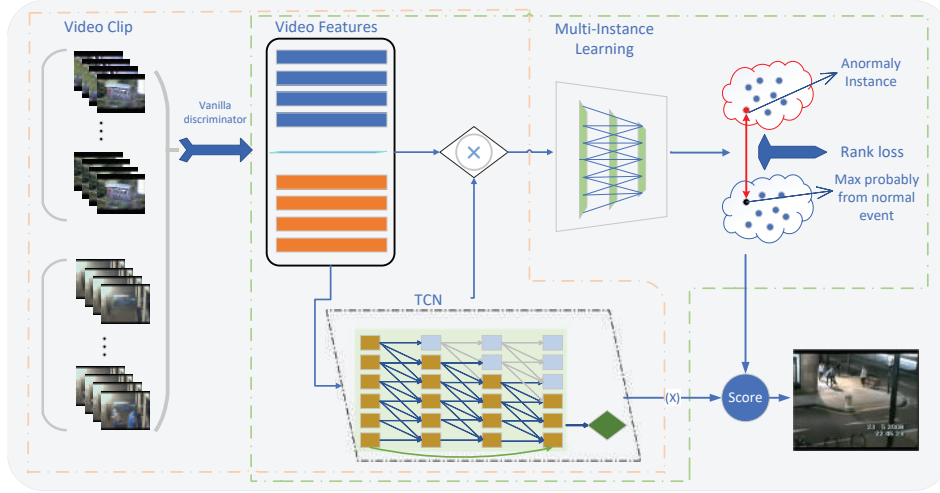 Video Clip
Video Features
Multi-Instance
Learning
Vanilla
discriminator
Anormaly
Instance
Rank loss
Max probably
from normal
event
TCN
(X)
Score